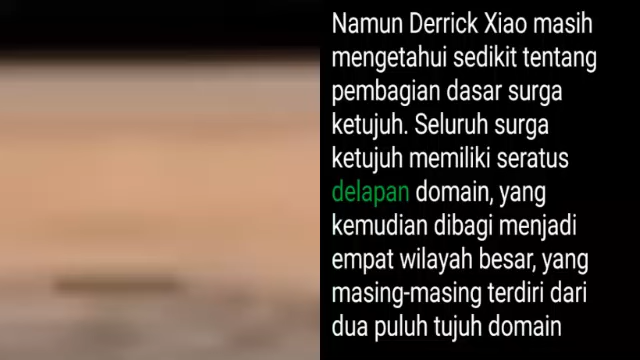 Namun Derrick Xiao masih
mengetahui sedikit tentang
pembagian dasar surga
ketujuh. Seluruh surga
ketujuh memiliki seratus
delapan domain, yang
kemudian dibagi menjadi
empat wilayah besar, yang
masing-masing terdiri dari
dua puluh tujuh domain